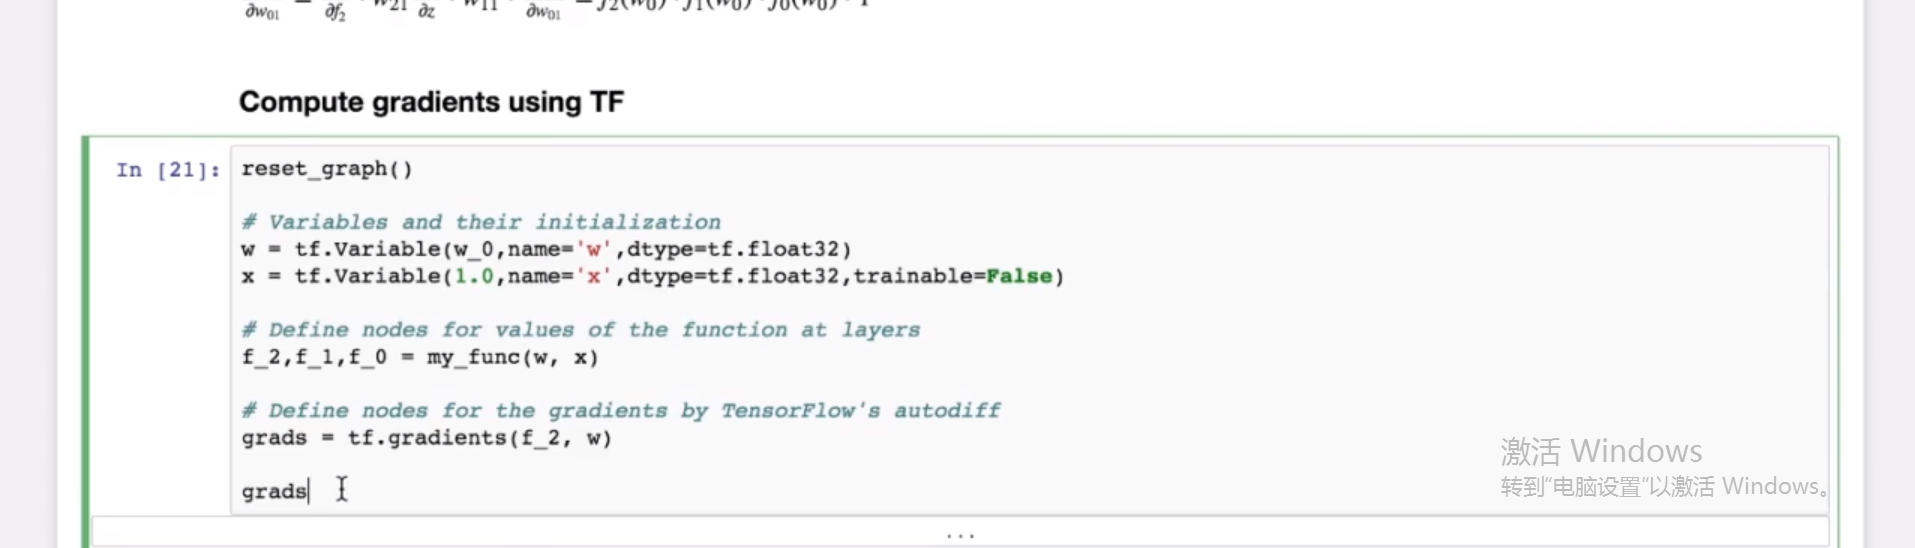 ∂w₀₁ ∂f₂ ∂z ∂w₀₁
Compute gradients using TF
In [21]:
reset_graph()
# Variables and their initialization
w = tf.Variable(w_0,name='w',dtype=tf.float32)
x = tf.Variable(1.0,name='x',dtype=tf.float32,trainable=False)
# Define nodes for values of the function at layers
f_2,f_1,f_0 = my_func(w, x)
# Define nodes for the gradients by TensorFlow's autodiff
grads = tf.gradients(f_2, w)
grads
激活 Windows
转到“电脑设置”以激活 Windows。
...